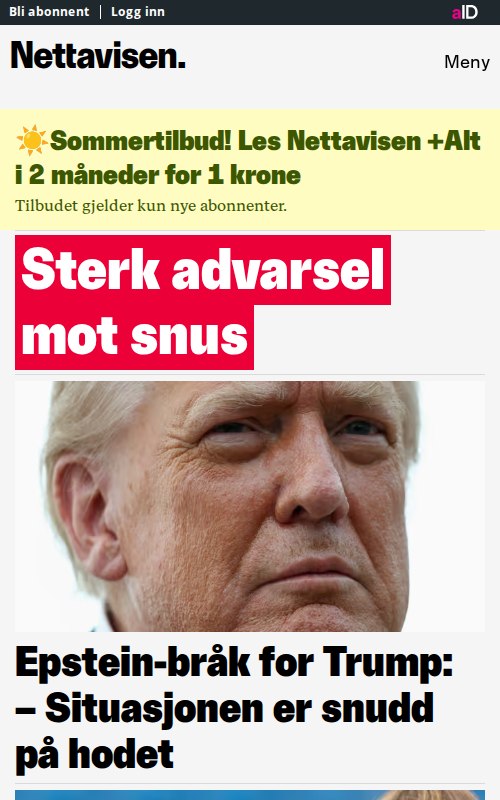 Bli abonnent
Logg inn
aID
Nettavisen.
Meny
☀️Sommertilbud! Les Nettavisen +Alt
i 2 måneder for 1 krone
Tilbudet gjelder kun nye abonnenter.
Sterk advarsel
mot snus
Epstein-bråk for Trump:
– Situasjonen er snudd
på hodet